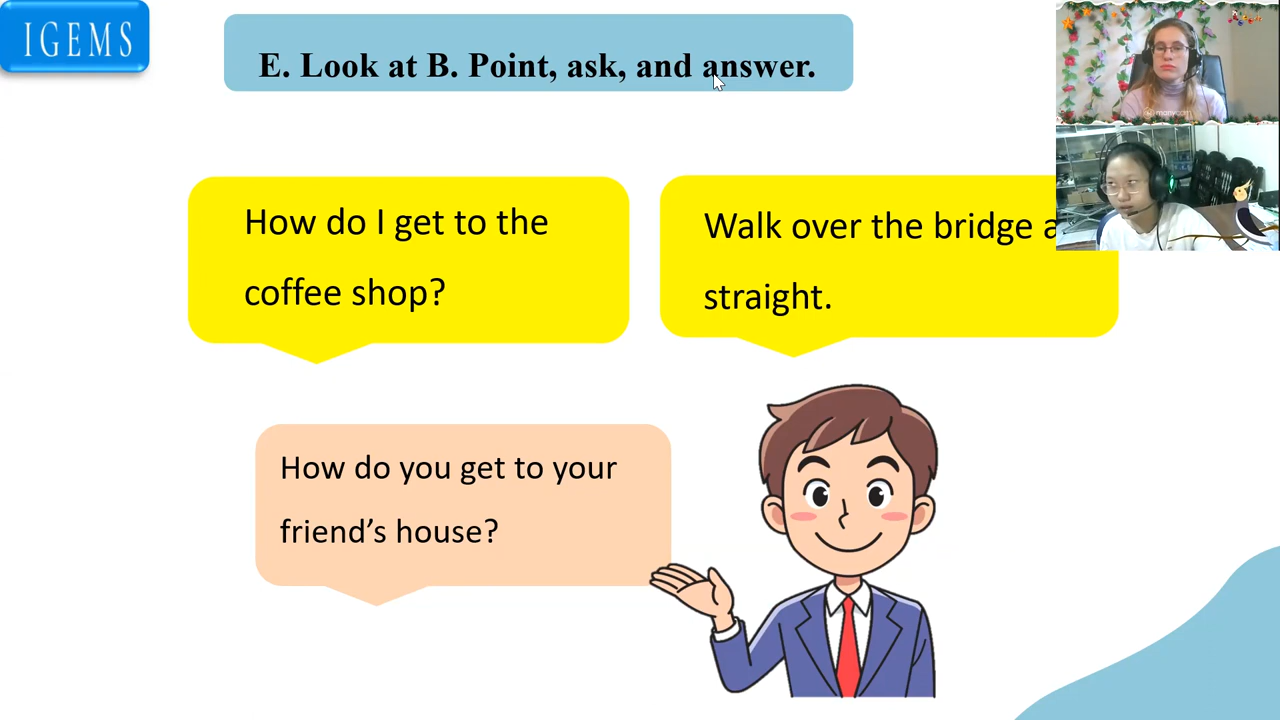 IGEMS
E. Look at B. Point, ask, and answer.
How do I get to the
coffee shop?
Walk over the bridge
straight.
How do you get to your
friend's house?